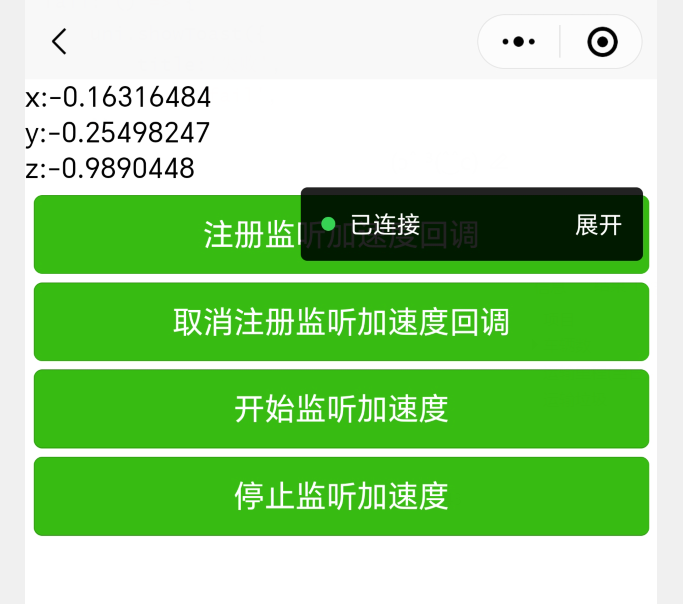 x:-0.16316484
y:-0.25498247
z:-0.9890448
注册监听加速度回调
已连接 展开
取消注册监听加速度回调
开始监听加速度
停止监听加速度